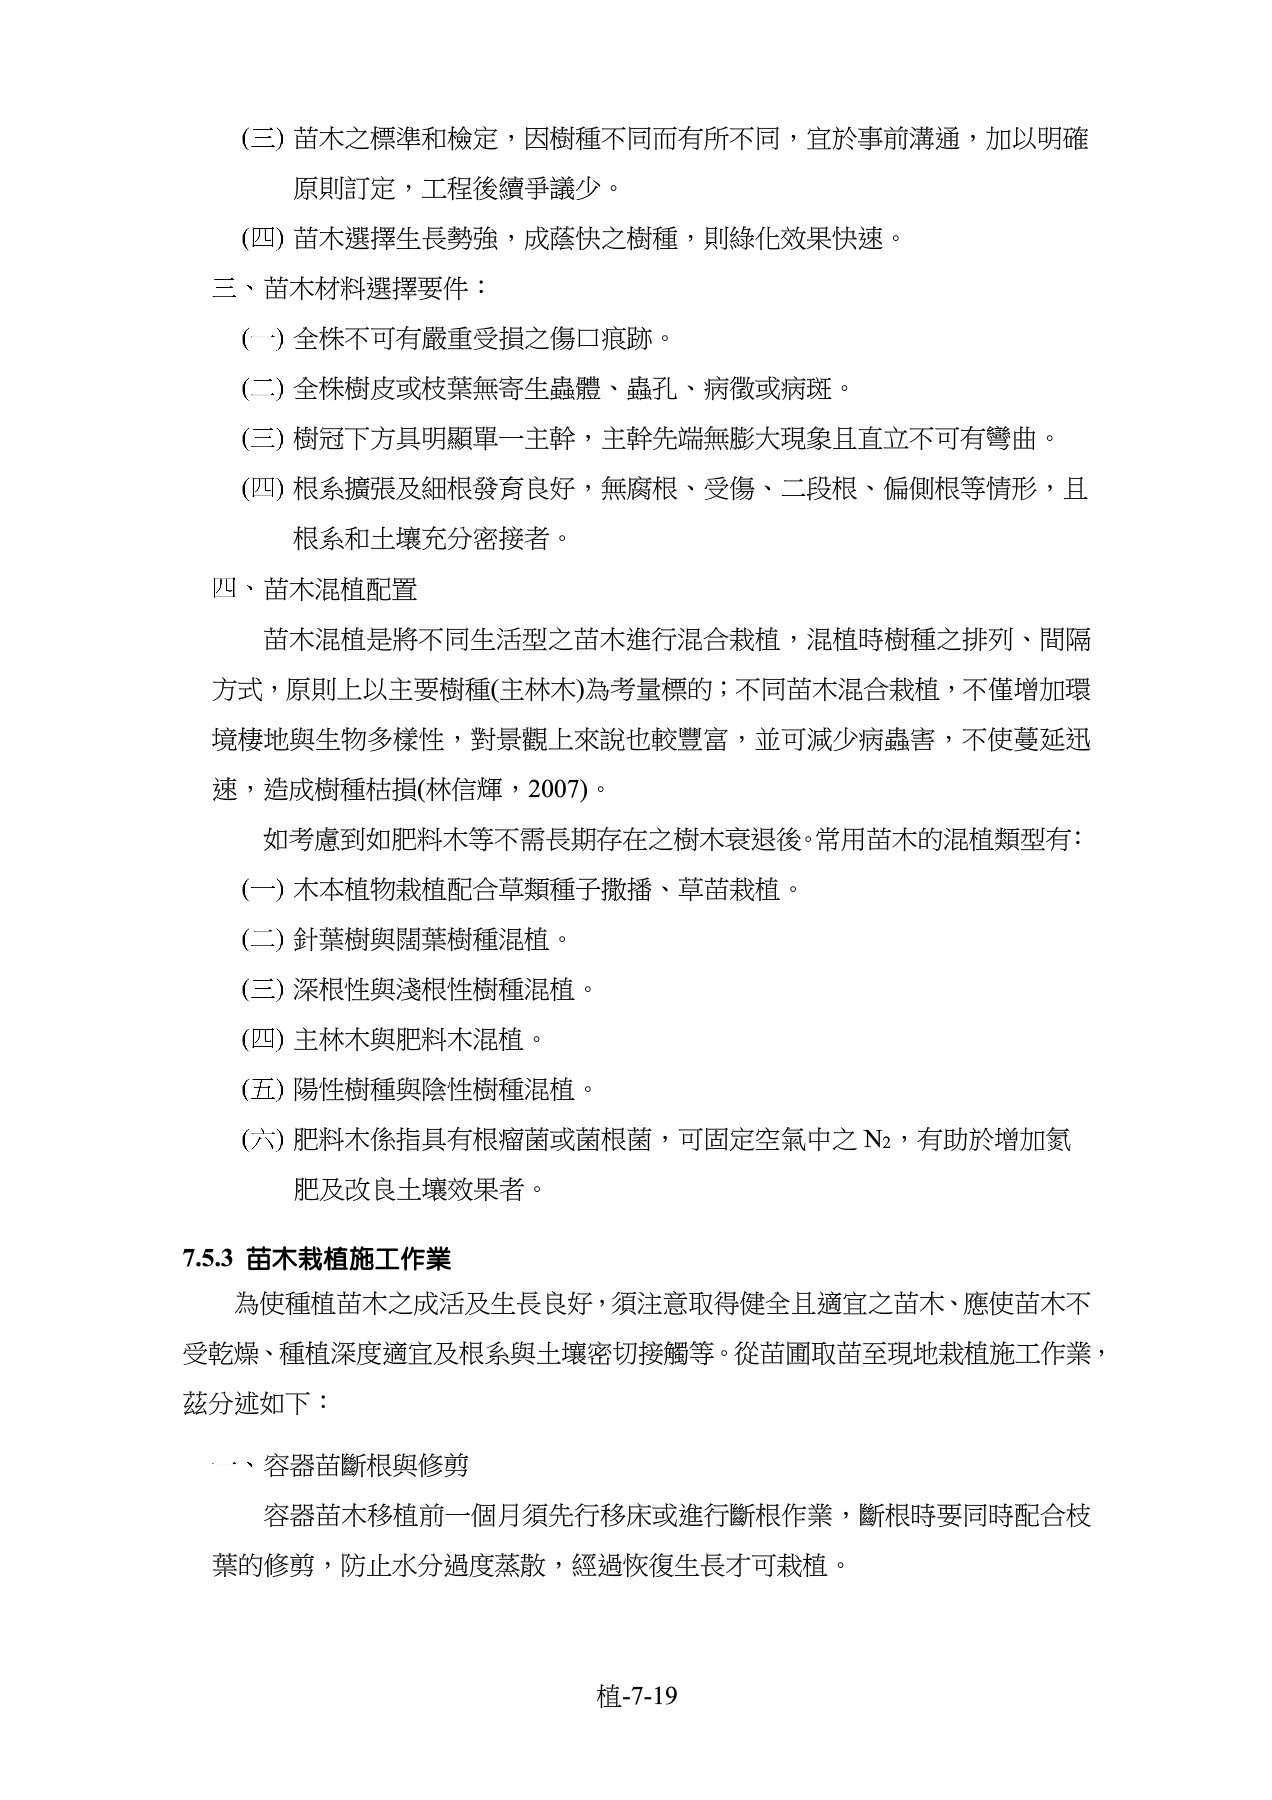 (三) 苗木之標準和檢定，因樹種不同而有所不同，宜於事前溝通，加以明確
原則訂定，工程後續爭議少。
(四) 苗木選擇生長勢強，成蔭快之樹種，則綠化效果快速。
三、苗木材料選擇要件：
(一) 全株不可有嚴重受損之傷口痕跡。
(二) 全株樹皮或枝葉無寄生蟲體、蟲孔、病徵或病斑。
(三) 樹冠下方具明顯單一主幹，主幹先端無膨大現象且直立不可有彎曲。
(四) 根系擴張及細根發育良好，無腐根、受傷、二段根、偏側根等情形，且
根系和土壤充分密接者。
四、苗木混植配置
苗木混植是將不同生活型之苗木進行混合栽植，混植時樹種之排列、間隔
方式，原則上以主要樹種(主林木)為考量標的；不同苗木混合栽植，不僅增加環
境棲地與生物多樣性，對景觀上來說也較豐富，並可減少病蟲害，不使蔓延迅
速，造成樹種枯損(林信輝，2007)。
如考慮到如肥料木等不需長期存在之樹木衰退後。常用苗木的混植類型有：
(一) 木本植物栽植配合草類種子撒播、草苗栽植。
(二) 針葉樹與闊葉樹種混植。
(三) 深根性與淺根性樹種混植。
(四) 主林木與肥料木混植。
(五) 陽性樹種與陰性樹種混植。
(六) 肥料木係指具有根瘤菌或菌根菌，可固定空氣中之 N₂，有助於增加氮
肥及改良土壤效果者。
7.5.3 苗木栽植施工作業
為使種植苗木之成活及生長良好，須注意取得健全且適宜之苗木、應使苗木不
受乾燥、種植深度適宜及根系與土壤密切接觸等。從苗圃取苗至現地栽植施工作業，
茲分述如下：
一、容器苗斷根與修剪
容器苗木移植前一個月須先行移床或進行斷根作業，斷根時要同時配合枝
葉的修剪，防止水分過度蒸散，經過恢復生長才可栽植。
植-7-19